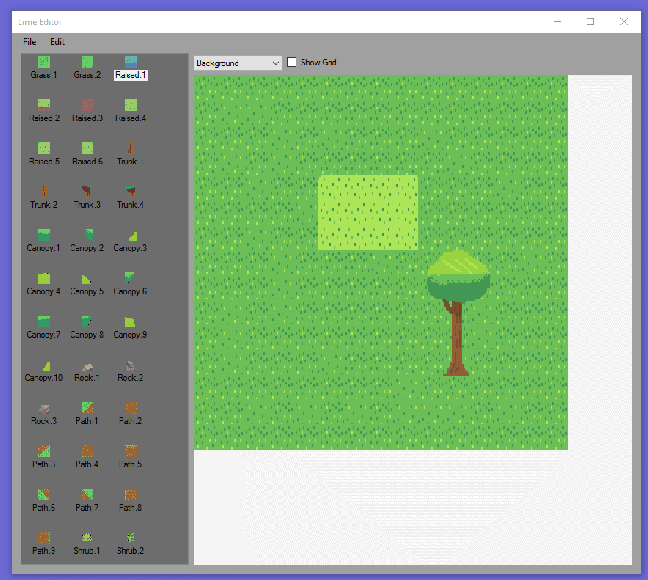 Lime Editor
File Edit
Background Show Grid
Grass.1 Grass.2 Raised.1
Raised.2 Raised.3 Raised.4
Raised.5 Raised.6 Trunk.1
Trunk.2 Trunk.3 Trunk.4
Canopy.1 Canopy.2 Canopy.3
Canopy.4 Canopy.5 Canopy.6
Canopy.7 Canopy.8 Canopy.9
Canopy.10 Rock.1 Rock.2
Rock.3 Path.1 Path.2
Path.3 Path.4 Path.5
Path.6 Path.7 Path.8
Path.9 Shrub.1 Shrub.2